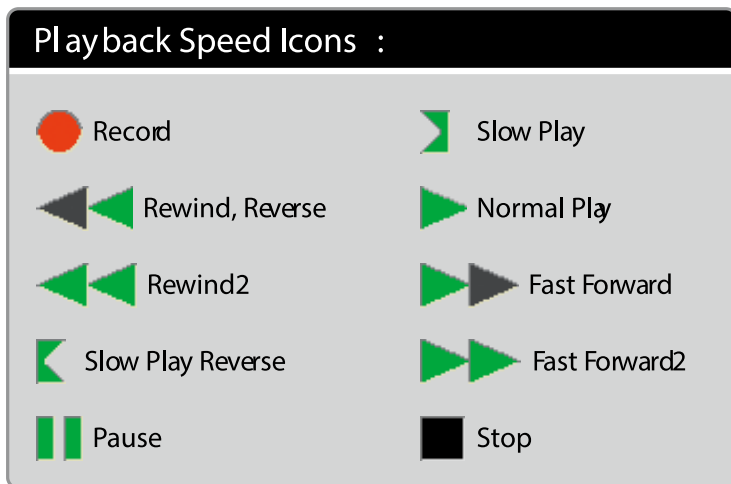 Playback Speed Icons :
Record
Slow Play
Rewind, Reverse
Normal Play
Rewind2
Fast Forward
Slow Play Reverse
Fast Forward2
Pause
Stop